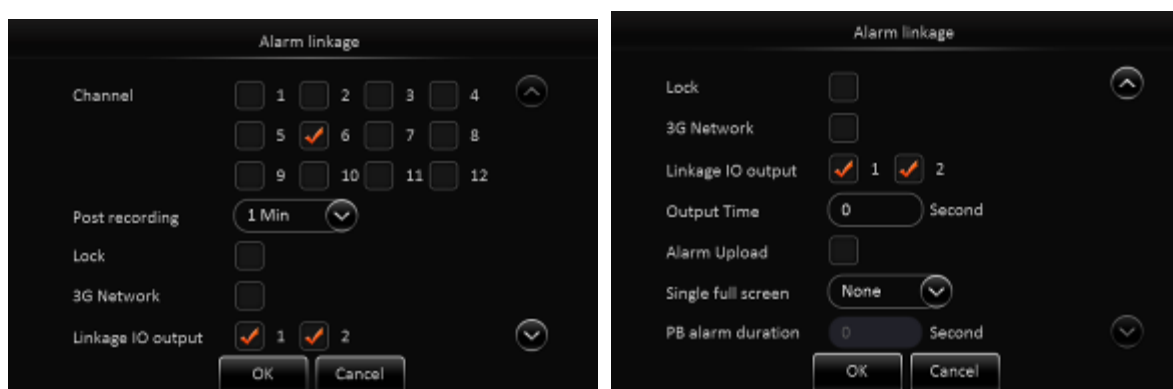 Alarm linkage
Channel 1 2 3 4
5 6 7 8
9 10 11 12
Post recording 1 Min
Lock
3G Network
Linkage IO output 1 2
OK Cancel
Alarm linkage
Lock
3G Network
Linkage IO output 1 2
Output Time 0 Second
Alarm Upload
Single full screen None
PB alarm duration 0 Second
OK Cancel